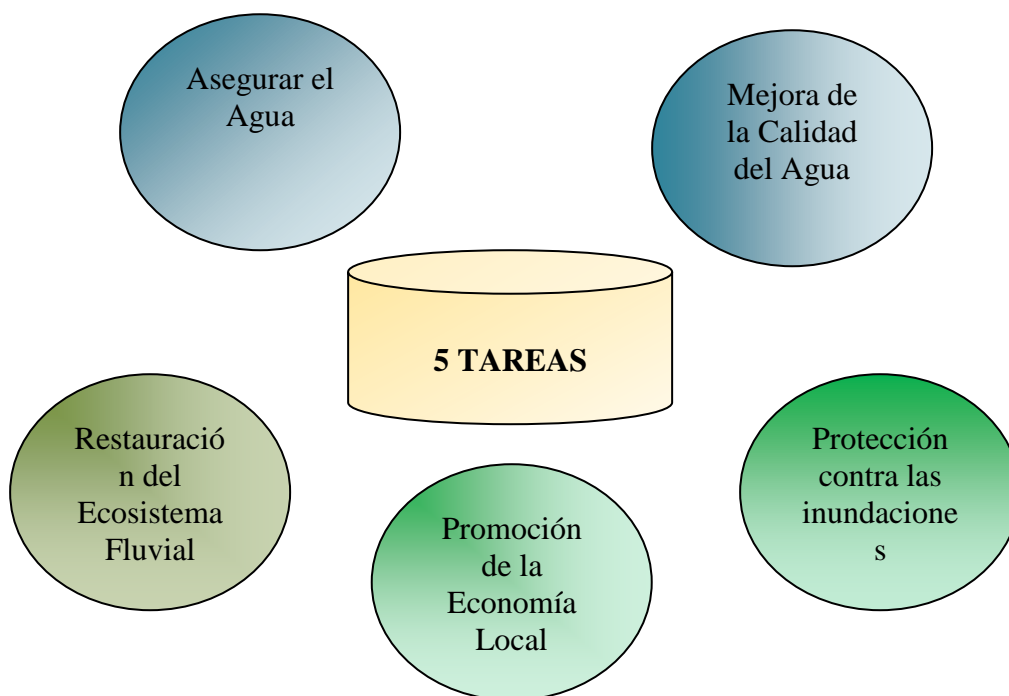 Asegurar el
Agua
Mejora de
la Calidad
del Agua
5 TAREAS
Restauració
n del
Ecosistema
Fluvial
Promoción
de la
Economía
Local
Protección
contra las
inundacione
s